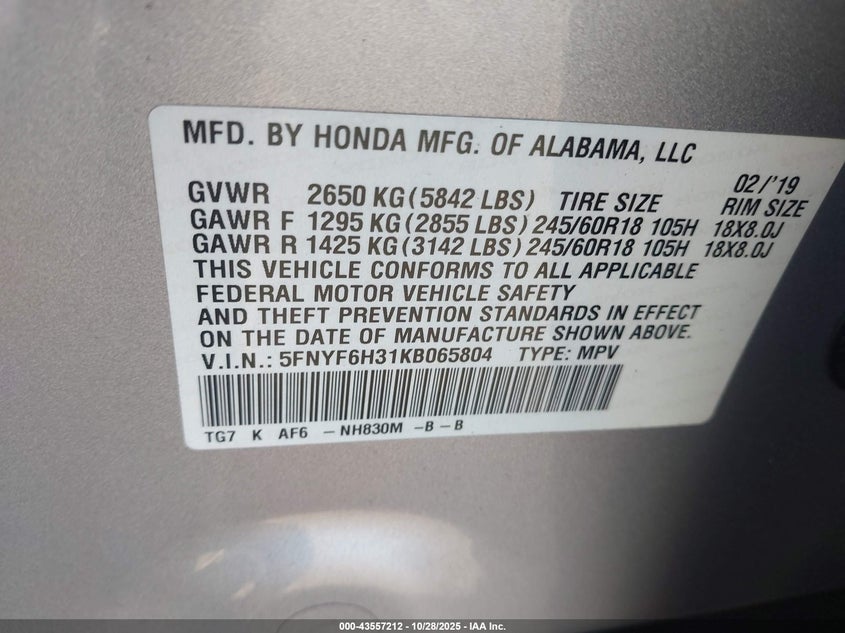 MFD. BY HONDA MFG. OF ALABAMA, LLC
02/'19
GVWR 2650 KG (5842 LBS) TIRE SIZE RIM SIZE
GAWR F 1295 KG (2855 LBS) 245/60R18 105H 18X8.0J
GAWR R 1425 KG (3142 LBS) 245/60R18 105H 18X8.0J
THIS VEHICLE CONFORMS TO ALL APPLICABLE
FEDERAL MOTOR VEHICLE SAFETY
AND THEFT PREVENTION STANDARDS IN EFFECT
ON THE DATE OF MANUFACTURE SHOWN ABOVE.
V.I.N.: 5FNYF6H31KB065804 TYPE: MPV
TG7 K AF6 -NH830M -B-B
000-43557212 - 10/28/2025 - IAA Inc.